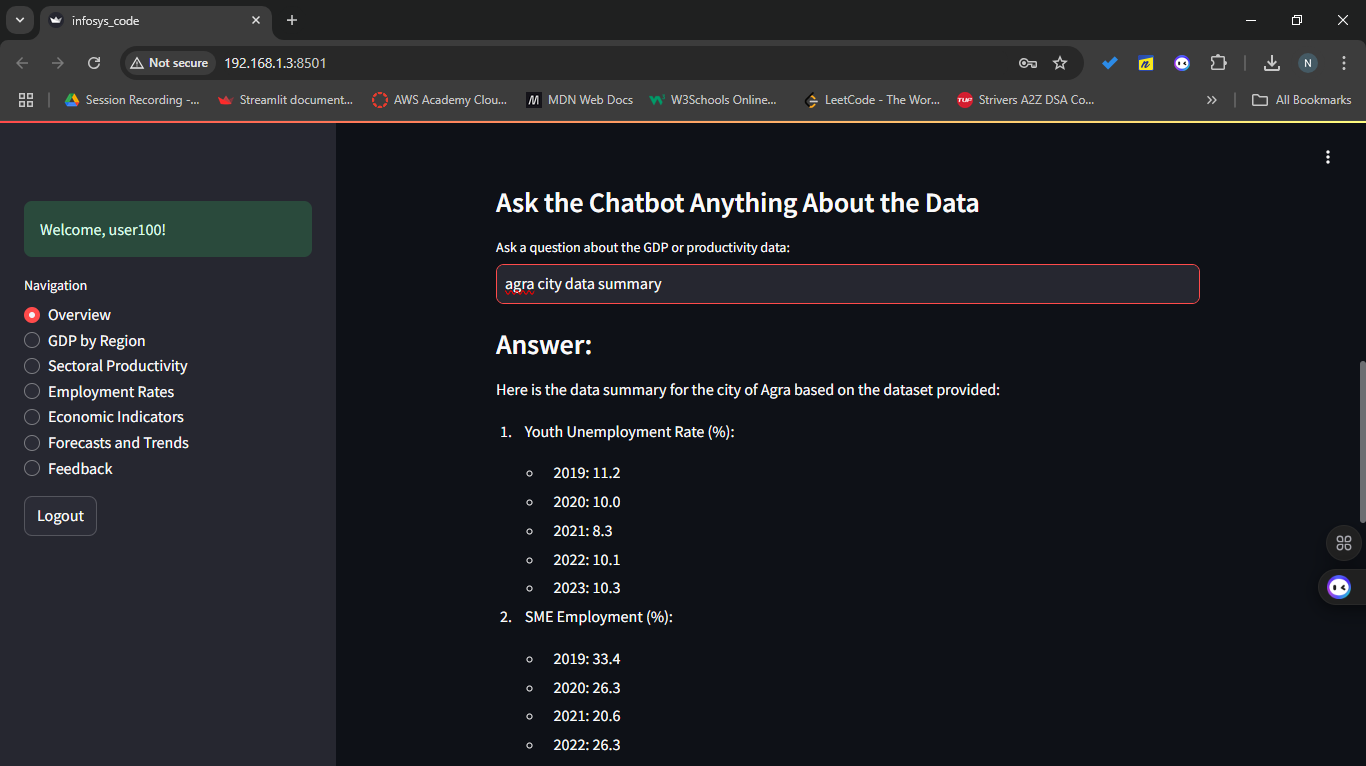 infosys_code
Not secure 192.168.1.3:8501
N
Session Recording -... Streamlit document... AWS Academy Clou... MDN Web Docs W3Schools Online... LeetCode - The Wor... Strivers A2Z DSA Co... All Bookmarks
Welcome, user100!
Navigation
Overview
GDP by Region
Sectoral Productivity
Employment Rates
Economic Indicators
Forecasts and Trends
Feedback
Logout
Ask the Chatbot Anything About the Data
Ask a question about the GDP or productivity data:
agra city data summary
Answer:
Here is the data summary for the city of Agra based on the dataset provided:
1. Youth Unemployment Rate (%):
2019: 11.2
2020: 10.0
2021: 8.3
2022: 10.1
2023: 10.3
2. SME Employment (%):
2019: 33.4
2020: 26.3
2021: 20.6
2022: 26.3